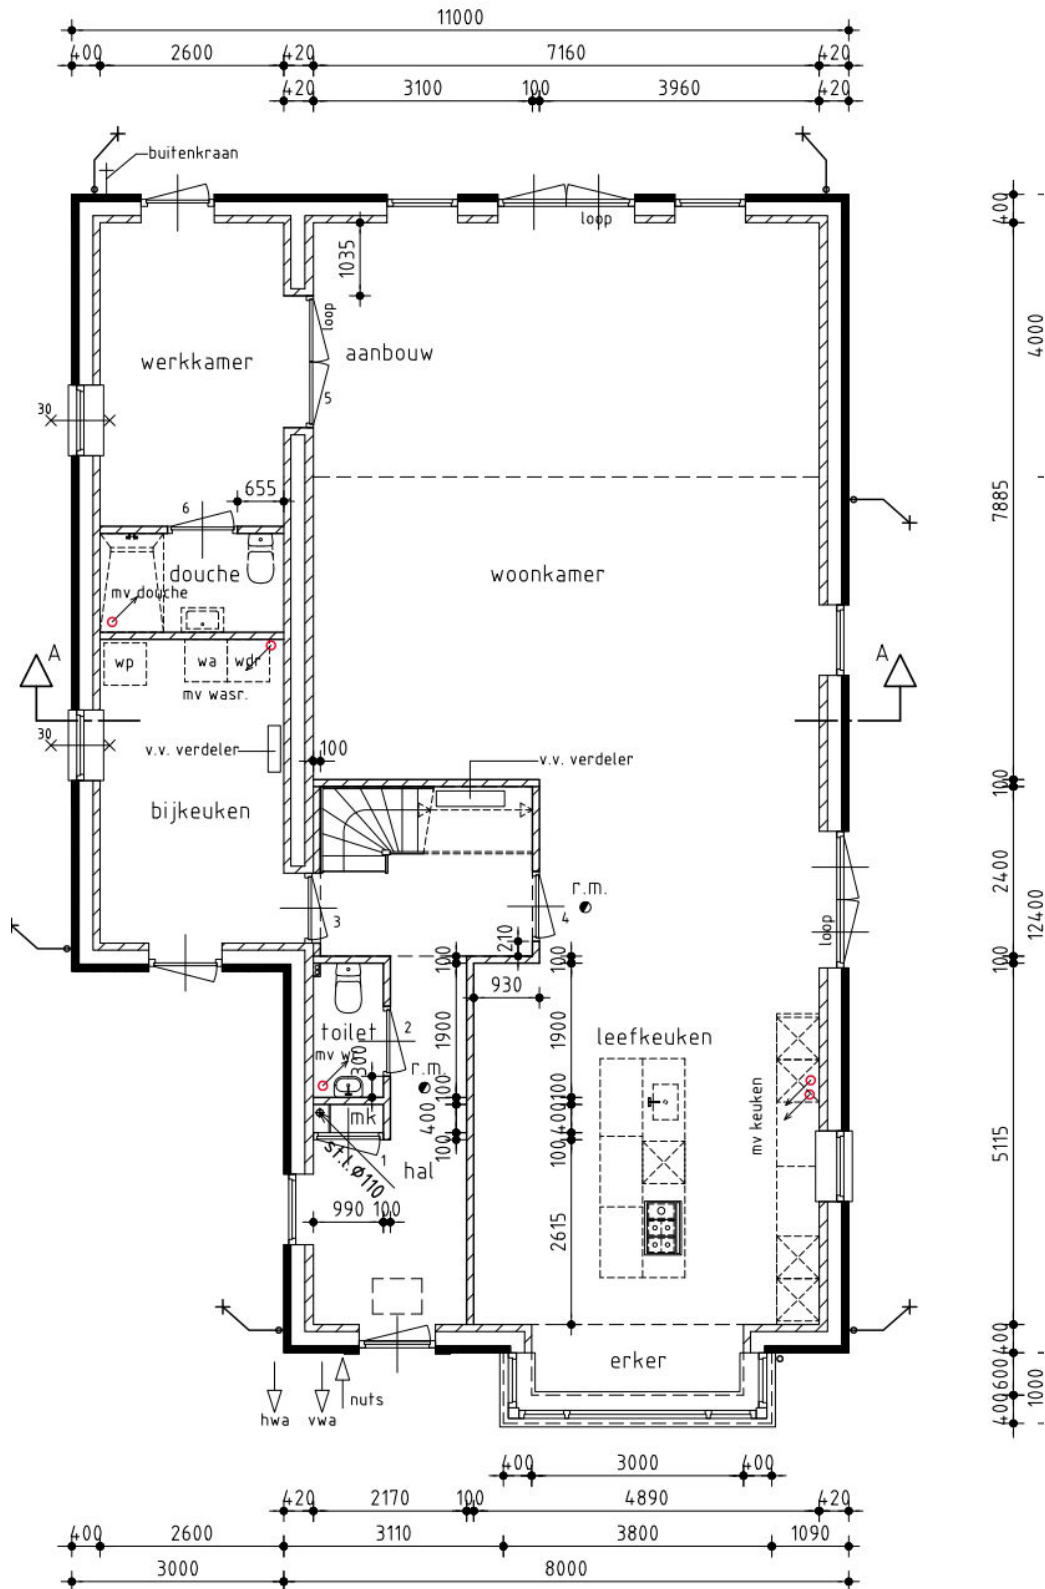 11000
400 2600 420 7160 420
420 3100 100 3960 420
buitenkraan
loop
400
1035
loop
4000
werkkamer
aanbouw
5
30
655
7885
6
douche
woonkamer
mv douche
A
wp
wa
wdr
A
mv wasr.
30
v.v. verdeler
100
v.v. verdeler
100
bijkeuken
2400
12400
r.m.
3
4
loop
210
100
100
100
930
toilet
2
1900
1900
leefkeuken
mv wc
300
r.m.
mv keuken
100
100
mk
400
400
5115
1
100
100
hal
st.l.ø110
990 100
2615
erker
400
600
1000
400
nuts
hwa
vwa
400 3000 400
420 2170 100 4890 420
400 2600 3110 3800 1090
3000 8000